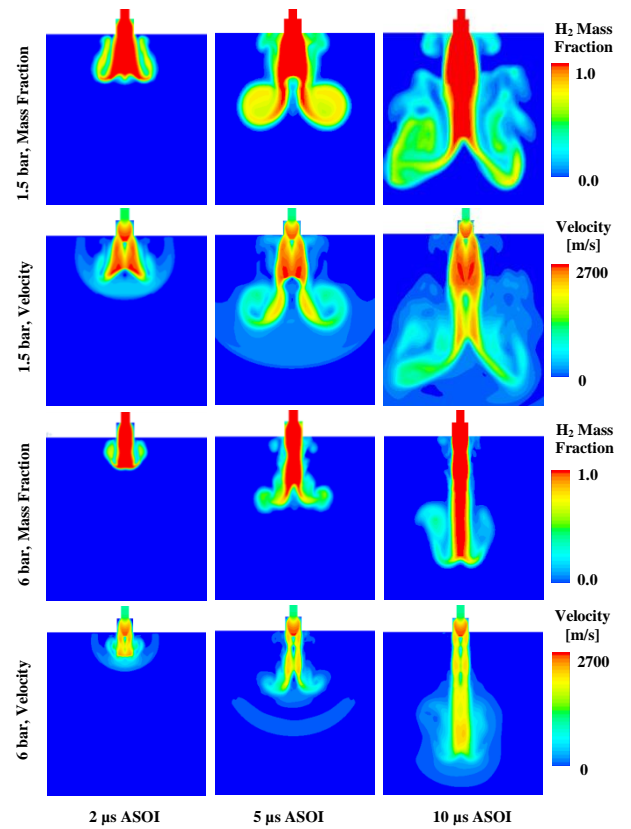 1.5 bar, Mass Fraction
H₂ Mass
Fraction
1.0
0.0
1.5 bar, Velocity
Velocity
[m/s]
2700
0
6 bar, Mass Fraction
H₂ Mass
Fraction
1.0
0.0
6 bar, Velocity
Velocity
[m/s]
2700
0
2 µs ASOI
5 µs ASOI
10 µs ASOI